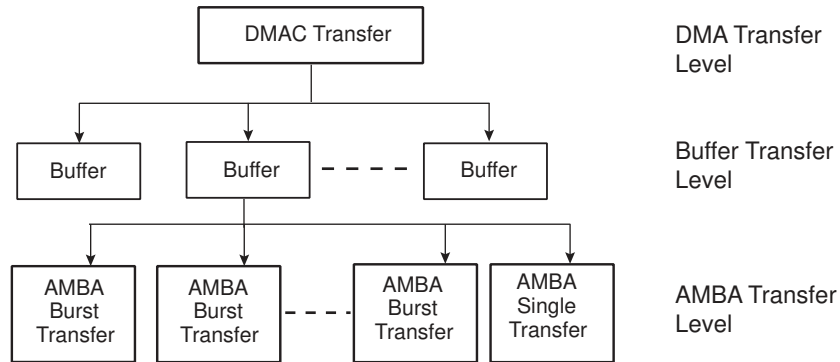 DMAC Transfer
DMA Transfer
Level
Buffer
Buffer
Buffer
Buffer Transfer
Level
AMBA
Burst
Transfer
AMBA
Burst
Transfer
AMBA
Burst
Transfer
AMBA
Single
Transfer
AMBA Transfer
Level